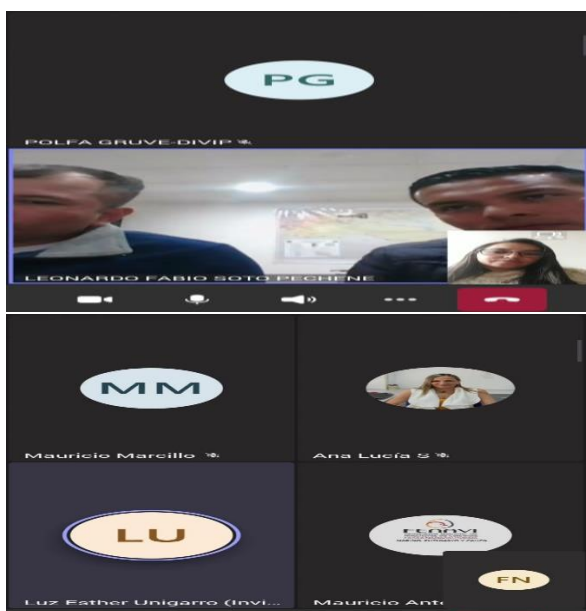 PG
POLFA GRUVE-DIVIP
LEONARDO FABIO SOTO PECHENE
MM
Mauricio Marcillo
Ana Lucía S
LU
Luz Esther Unigarro (Invi...
FENAVI
Mauricio Ant
FN